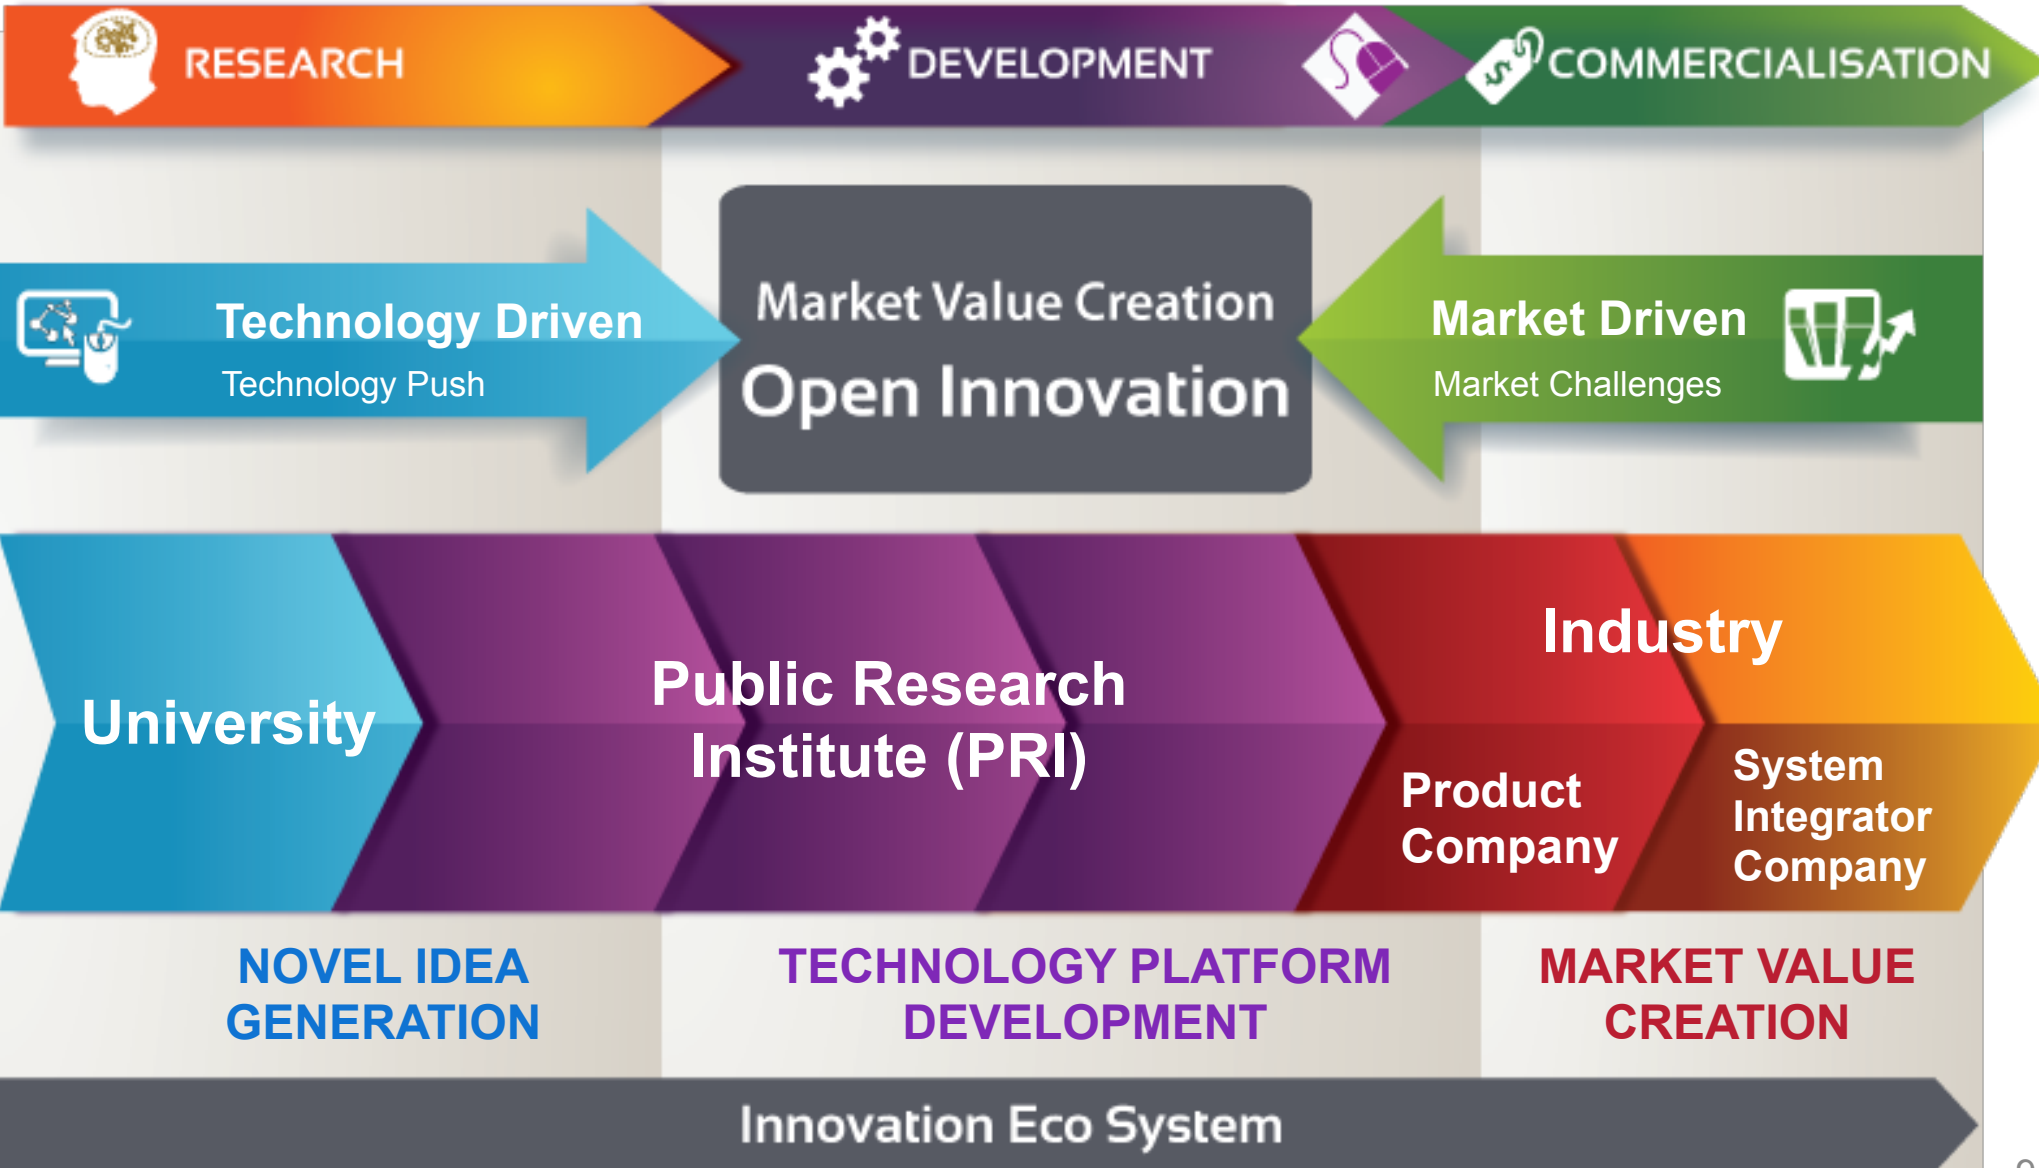 RESEARCH
DEVELOPMENT
COMMERCIALISATION
Technology Driven
Technology Push
Market Value Creation
Open Innovation
Market Driven
Market Challenges
University
Public Research
Institute (PRI)
Industry
Product
Company
System
Integrator
Company
NOVEL IDEA
GENERATION
TECHNOLOGY PLATFORM
DEVELOPMENT
MARKET VALUE
CREATION
Innovation Eco System